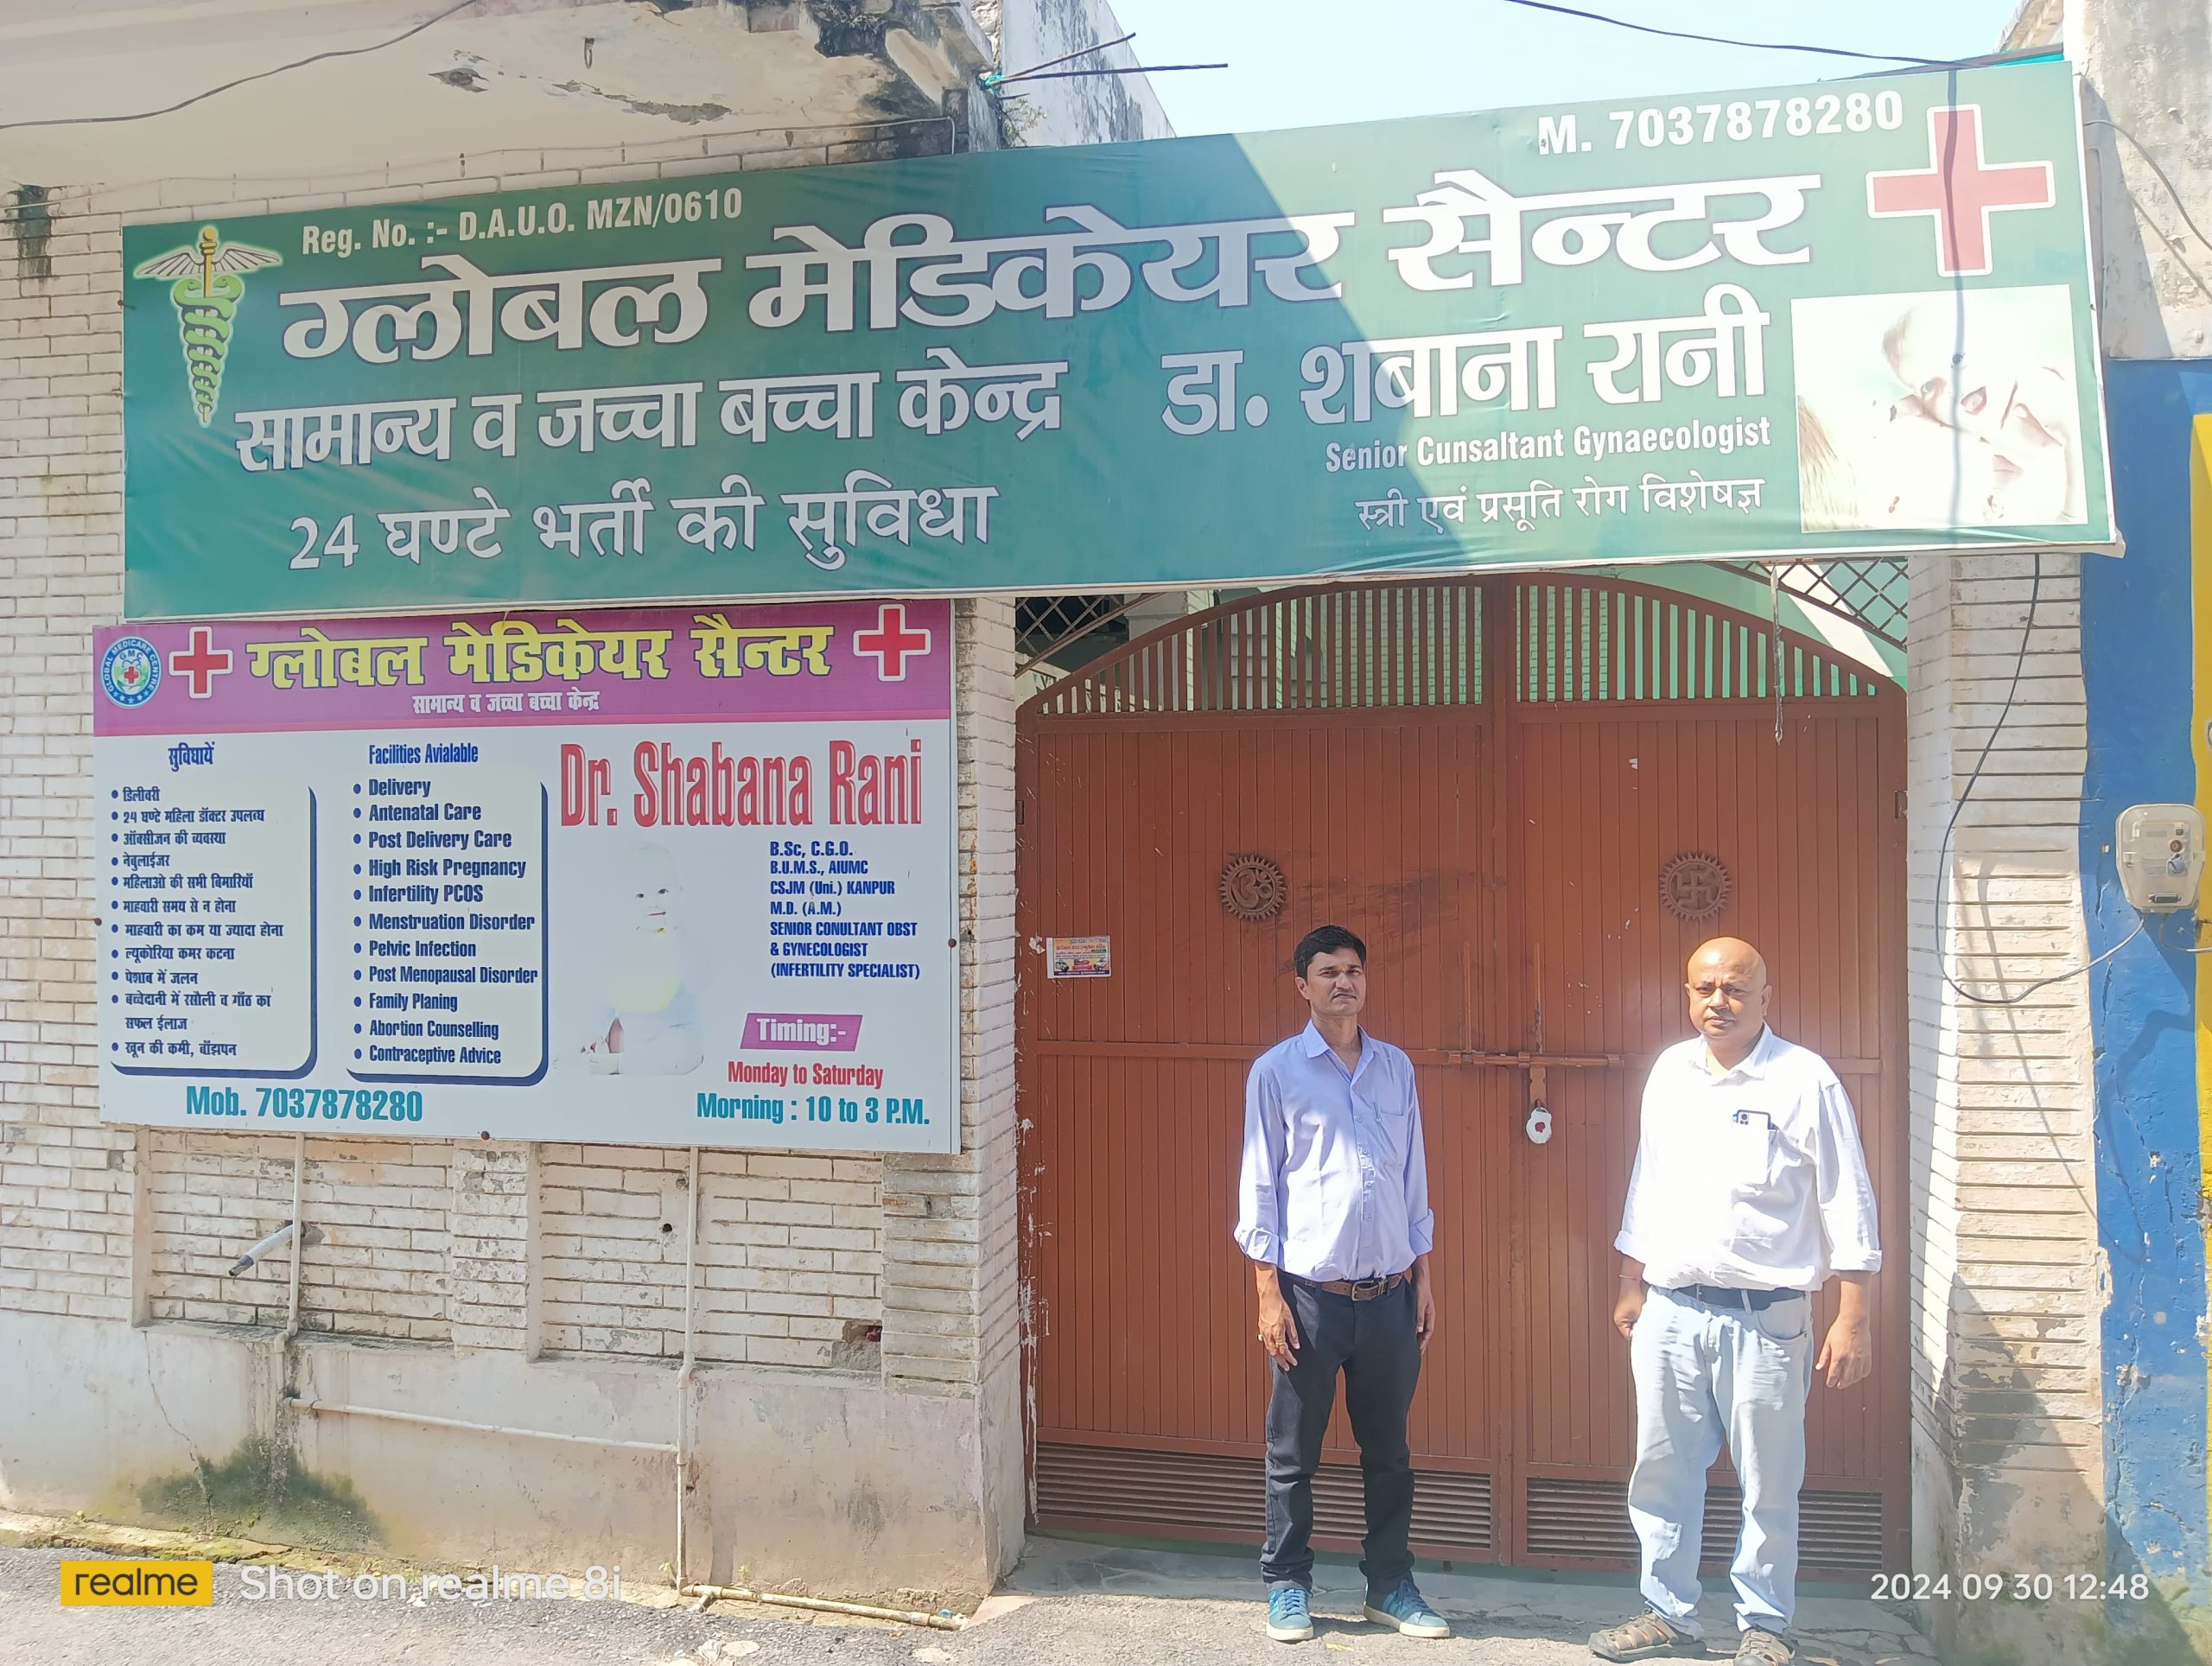 M. 7037878280
Reg. No. :- D.A.U.O. MZN/0610
ग्लोबल मेडिकेयर सैन्टर
सामान्य व जच्चा बच्चा केन्द्र
डा. शबाना रानी
Senior Cunsaltant Gynaecologist
24 घण्टे भर्ती की सुविधा
स्त्री एवं प्रसूति रोग विशेषज्ञ
GLOBAL MEDICARE CENTRE
GMC
ग्लोबल मेडिकेयर सैन्टर
सामान्य व जच्चा बच्चा केन्द्र
सुविधायें
डिलीवरी
24 घण्टे महिला डॉक्टर उपलब्ध
ऑक्सीजन की व्यवस्था
नेबुलाईजर
महिलाओ की सभी बिमारियाँ
माहवारी समय से न होना
माहवारी का कम या ज्यादा होना
ल्यूकोरिया कमर कटना
पेशाब में जलन
बच्चेदानी में रसौली व गाँठ का
सफल ईलाज
खून की कमी, बाँझपन
Facilities Avialable
Delivery
Antenatal Care
Post Delivery Care
High Risk Pregnancy
Infertility PCOS
Menstruation Disorder
Pelvic Infection
Post Menopausal Disorder
Family Planing
Abortion Counselling
Contraceptive Advice
Dr. Shabana Rani
B.Sc, C.G.O.
B.U.M.S., AIUMC
CSJM (Uni.) KANPUR
M.D. (A.M.)
SENIOR CONULTANT OBST
& GYNECOLOGIST
(INFERTILITY SPECIALIST)
Timing:-
Monday to Saturday
Morning : 10 to 3 P.M.
Mob. 7037878280
realme Shot on realme 8i
2024 09 30 12:48